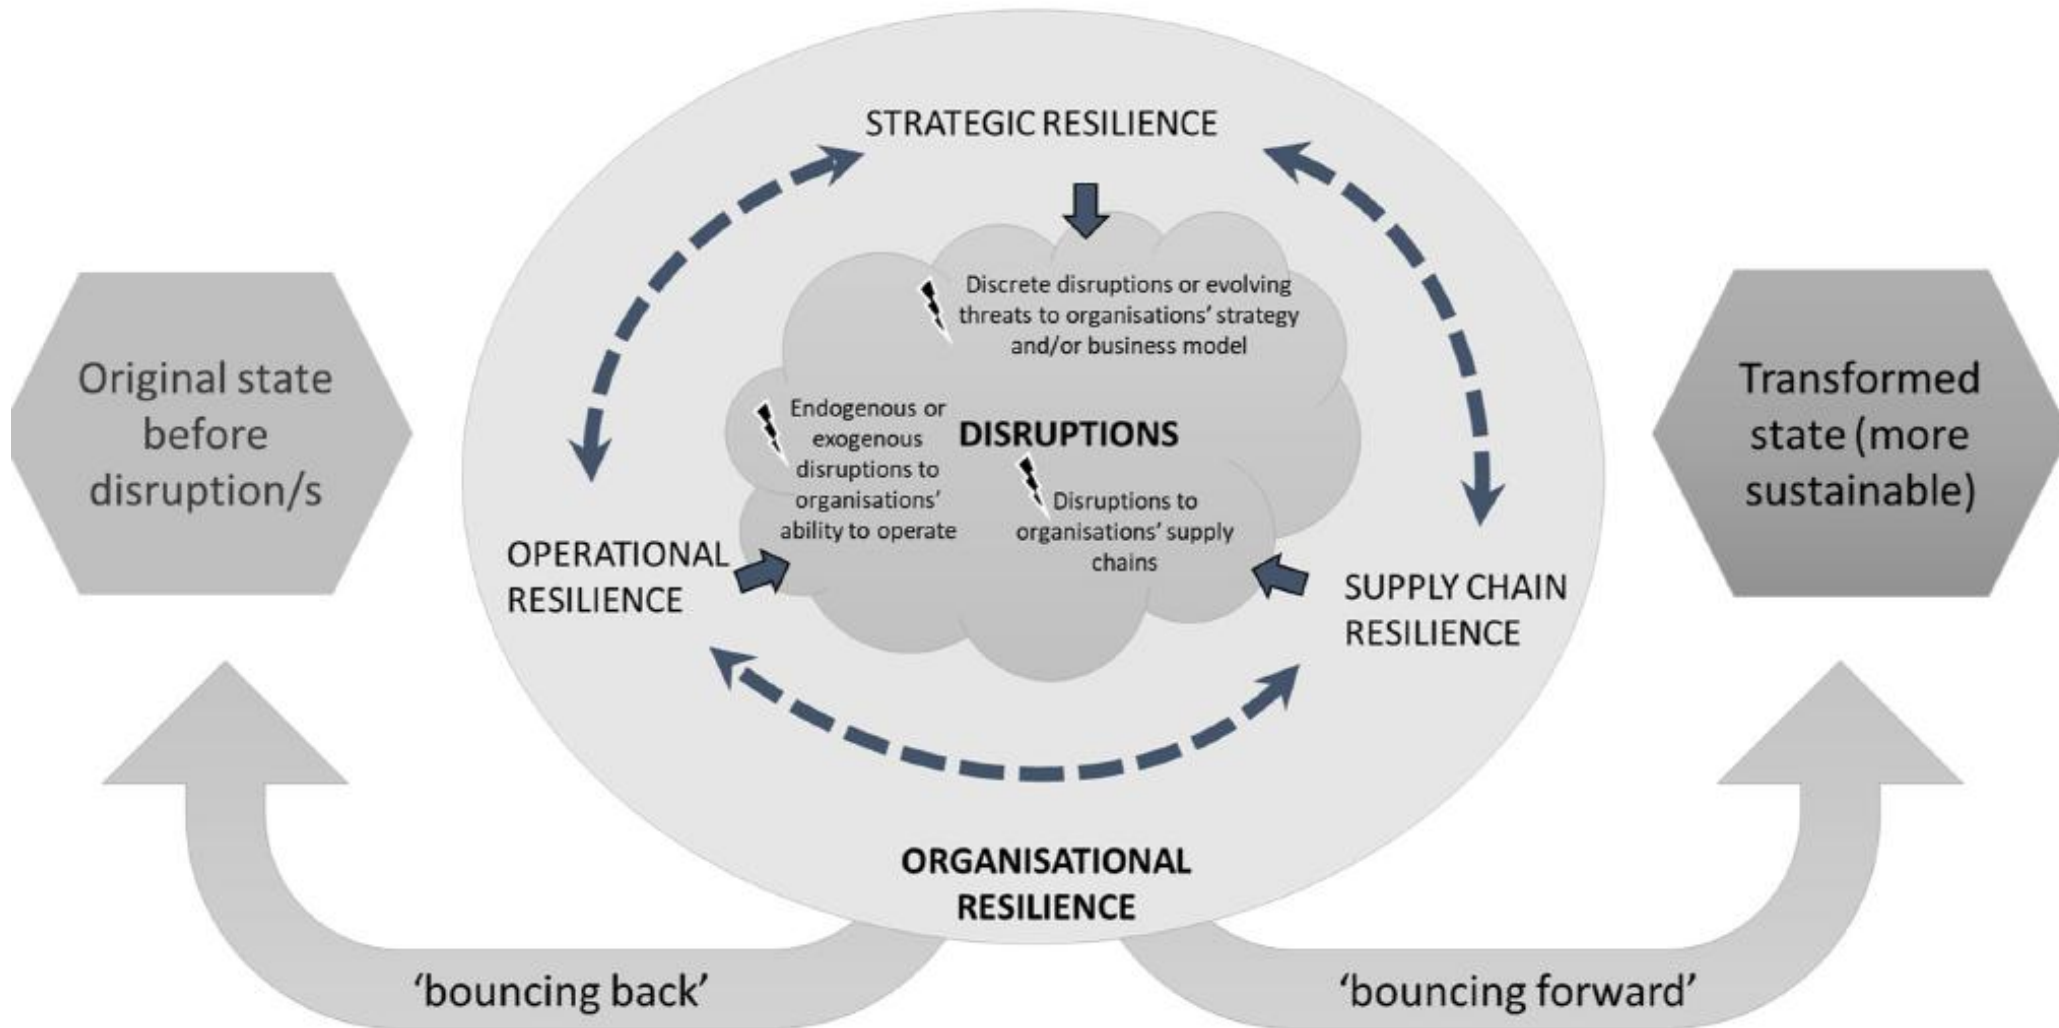 STRATEGIC RESILIENCE
Discrete disruptions or evolving
threats to organisations’ strategy
and/or business model
Original state
before
disruption/s
Endogenous or
exogenous
disruptions to
organisations’
ability to operate
DISRUPTIONS
Disruptions to
organisations’ supply
chains
Transformed
state (more
sustainable)
OPERATIONAL
RESILIENCE
SUPPLY CHAIN
RESILIENCE
ORGANISATIONAL
RESILIENCE
‘bouncing back’
‘bouncing forward’